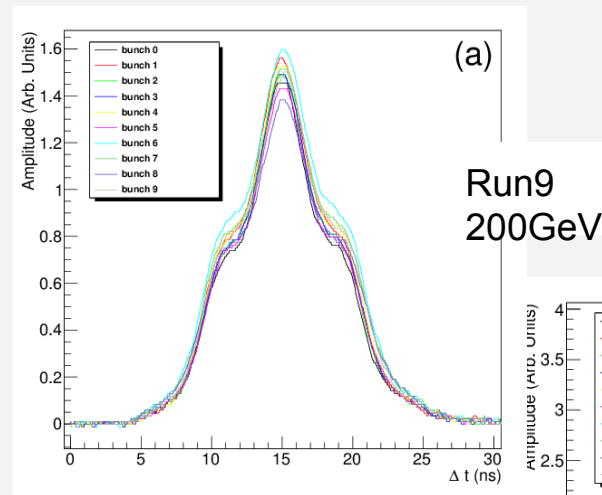 (a)
Amplitude (Arb. Units)
1.6
1.4
1.2
1
0.8
0.6
0.4
0.2
0
bunch 0
bunch 1
bunch 2
bunch 3
bunch 4
bunch 5
bunch 6
bunch 7
bunch 8
bunch 9
0
5
10
15
20
25
30
Δ t (ns)
Run9
200GeV
Amplitude (Arb. Units)
4
3.5
3
2.5